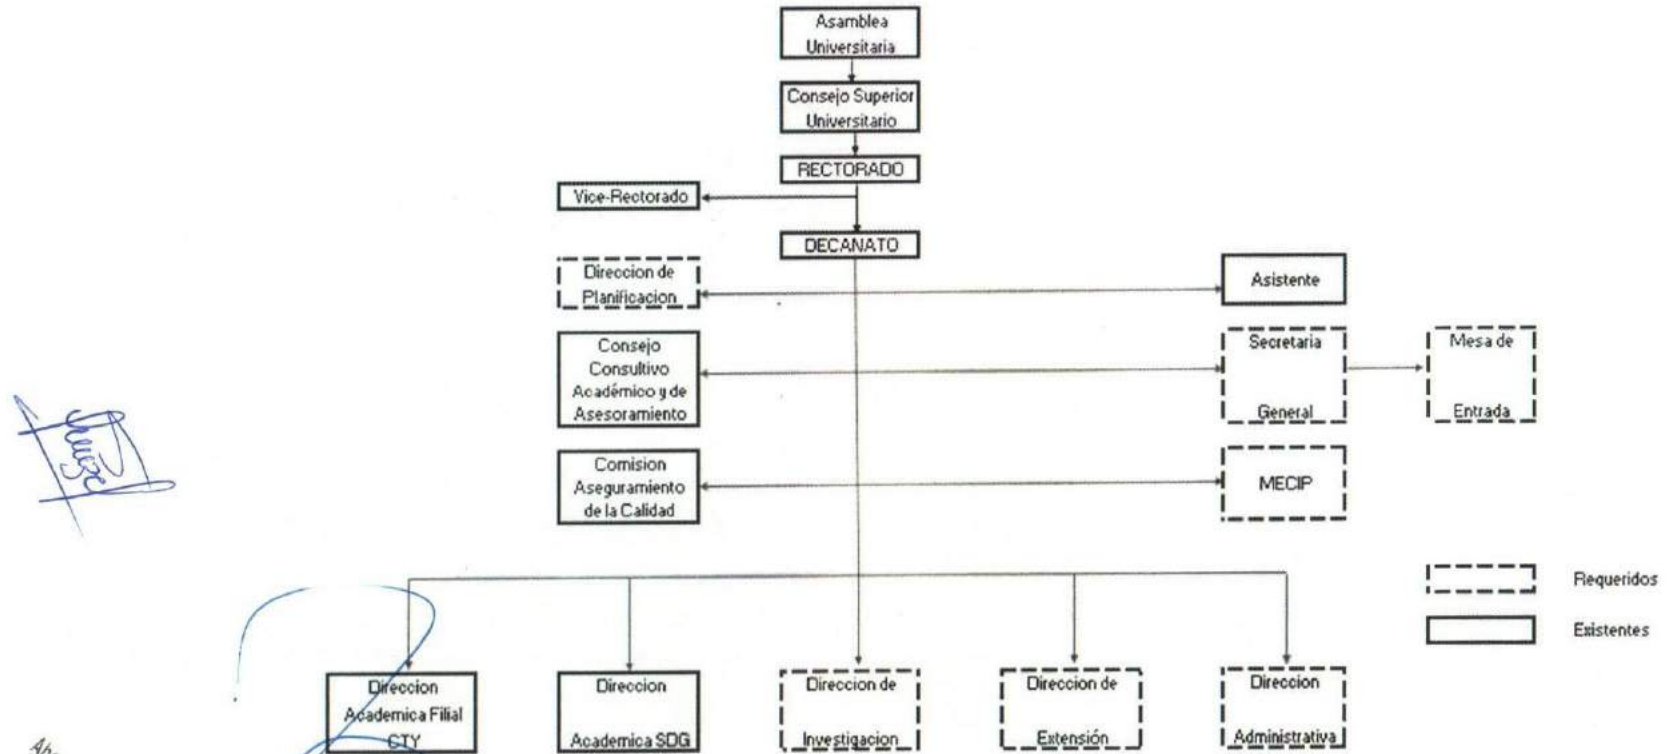 Asamblea
Universitaria
Consejo Superior
Universitario
RECTORADO
Vice-Rectorado
DECANATO
Direccion de
Planificacion
Asistente
Consejo
Consultivo
Académico y de
Asesoramiento
Secretaria
General
Mesa de
Entrada
Comision
Aseguramiento
de la Calidad
MECIP
Requeridos
Existentes
Direccion
Academica Filial
CTY
Direccion
Academica SDG
Direccion de
Investigacion
Direccion de
Extensión
Direccion
Administrativa